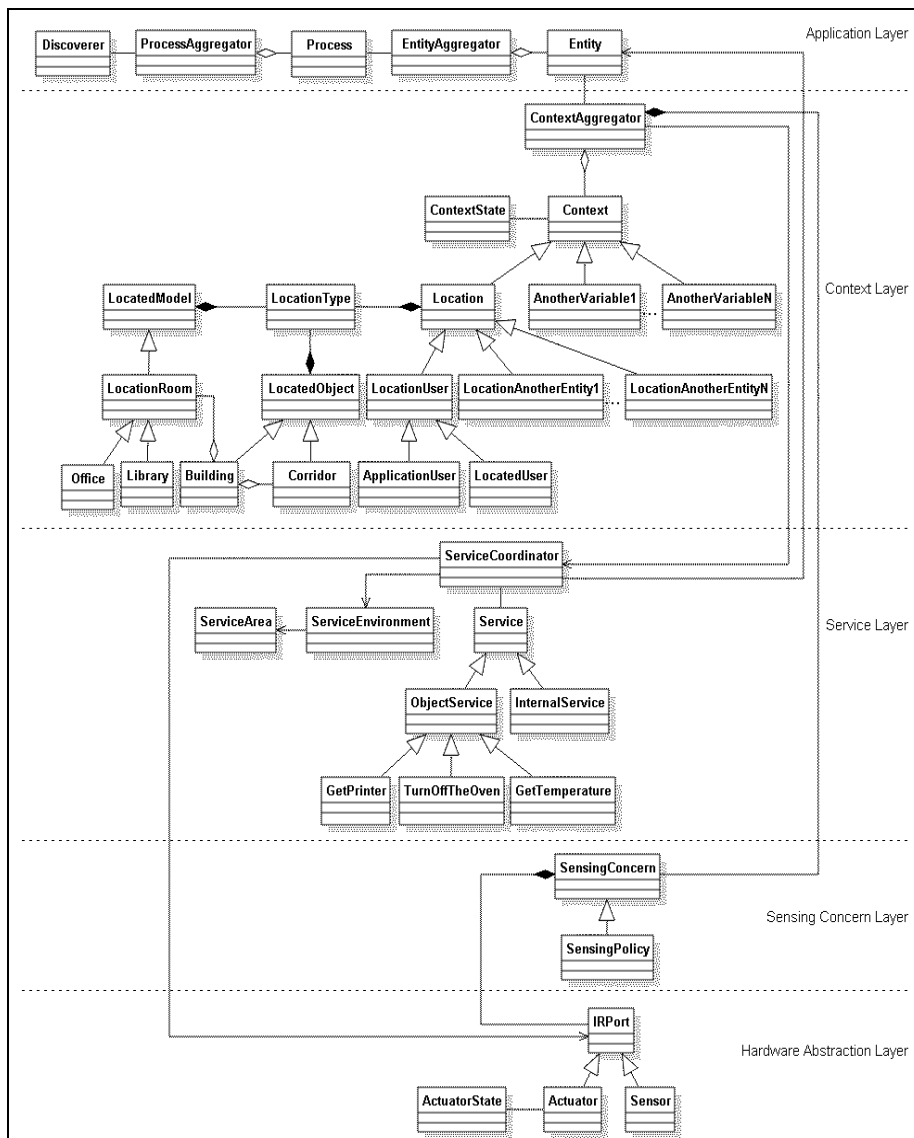 Application Layer
Discoverer
ProcessAggregator
Process
EntityAggregator
Entity
ContextAggregator
ContextState
Context
Context Layer
LocatedModel
LocationType
Location
AnotherVariable1
....
AnotherVariableN
LocationRoom
LocatedObject
LocationUser
LocationAnotherEntity1
....
LocationAnotherEntityN
Office
Library
Building
Corridor
ApplicationUser
LocatedUser
ServiceCoordinator
ServiceArea
ServiceEnvironment
Service
Service Layer
ObjectService
InternalService
GetPrinter
TurnOffTheOven
GetTemperature
SensingConcern
Sensing Concern Layer
SensingPolicy
IRPort
Hardware Abstraction Layer
ActuatorState
Actuator
Sensor